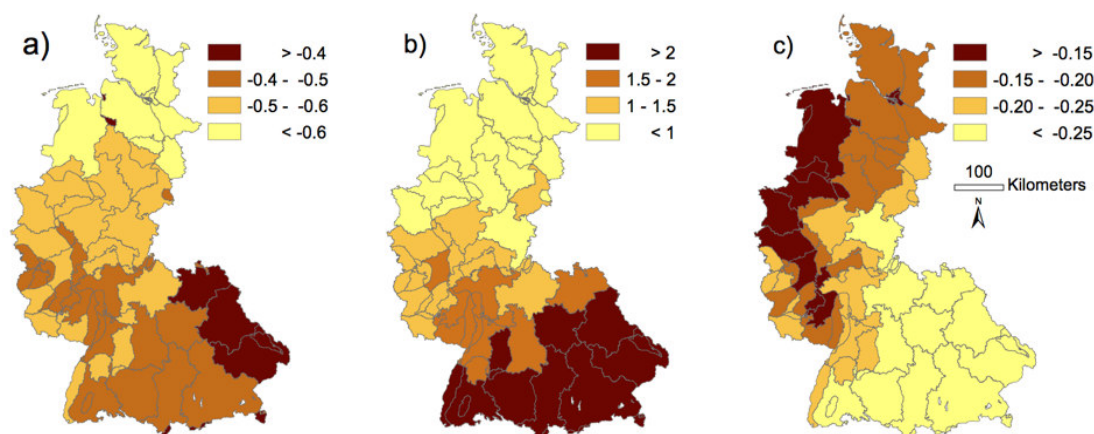 a)
> -0.4
-0.4 - -0.5
-0.5 - -0.6
< -0.6
b)
> 2
1.5 - 2
1 - 1.5
< 1
c)
> -0.15
-0.15 - -0.20
-0.20 - -0.25
< -0.25
100
Kilometers
N